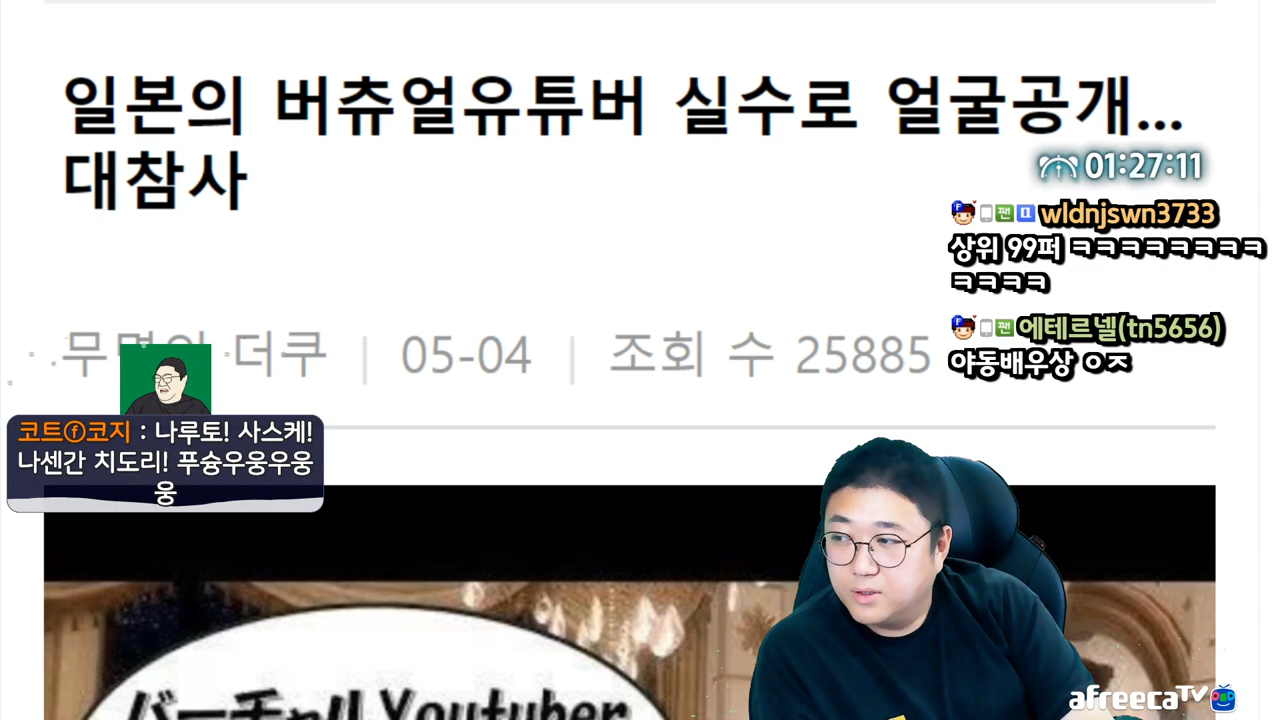 일본의 버츄얼유튜버 실수로 얼굴공개...
대참사
01:27:11
wldnjswn3733
상위 99퍼 ㅋㅋㅋㅋㅋㅋㅋㅋ
ㅋㅋㅋㅋ
에테르넬(tn5656)
야동배우상 ㅇㅈ
더쿠 | 05-04 | 조회 수 25885
코트ⓕ코지 : 나루토! 사스케!
나센간 치도리! 푸슝우웅우웅
웅
バーチャル Youtuber
afreecaTV